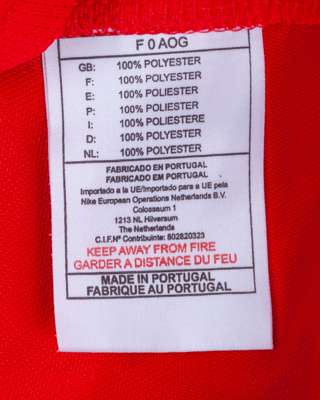 F 0 AOG
GB: 100% POLYESTER
F: 100% POLYESTER
E: 100% POLYESTER
P: 100% POLIESTER
I: 100% POLIESTERE
D: 100% POLYESTER
NL: 100% POLYESTER
FABRICADO EN PORTUGAL
FABRICADO EM PORTUGAL
Importado a la UE/Importado para a UE pela
Nike European Operations Netherlands B.V.
Colosseum 1
1213 NL Hilversum
The Netherlands
C.I.F.Nº Contribuinte: 802820323
KEEP AWAY FROM FIRE
GARDER A DISTANCE DU FEU
MADE IN PORTUGAL
FABRIQUE AU PORTUGAL